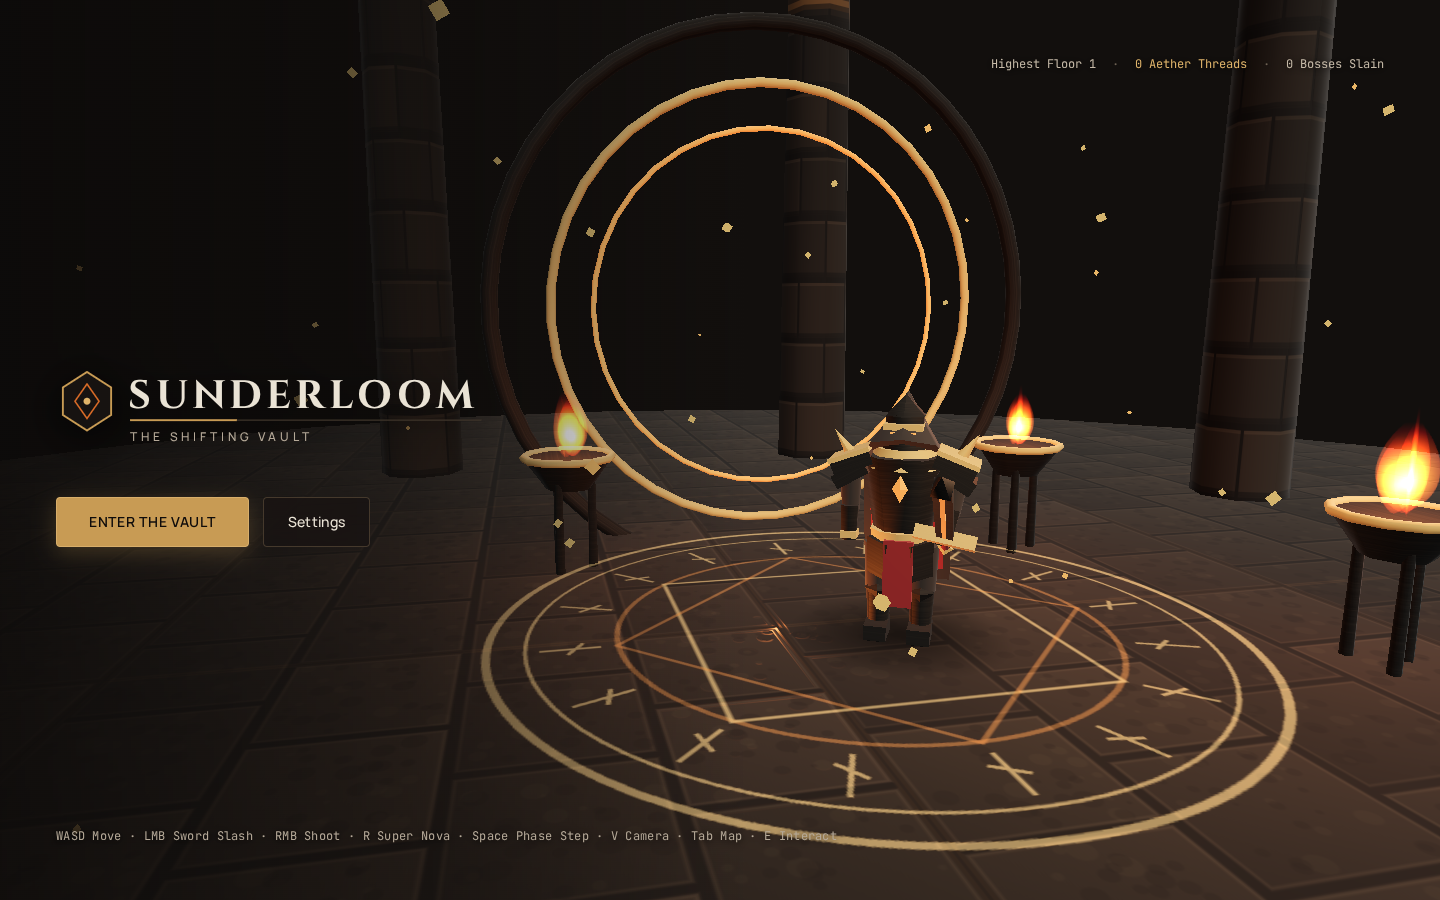 Highest Floor 1 · 0 Aether Threads · 0 Bosses Slain
SUNDERLOOM
THE SHIFTING VAULT
ENTER THE VAULT
Settings
WASD Move · LMB Sword Slash · RMB Shoot · R Super Nova · Space Phase Step · V Camera · Tab Map · E Interact